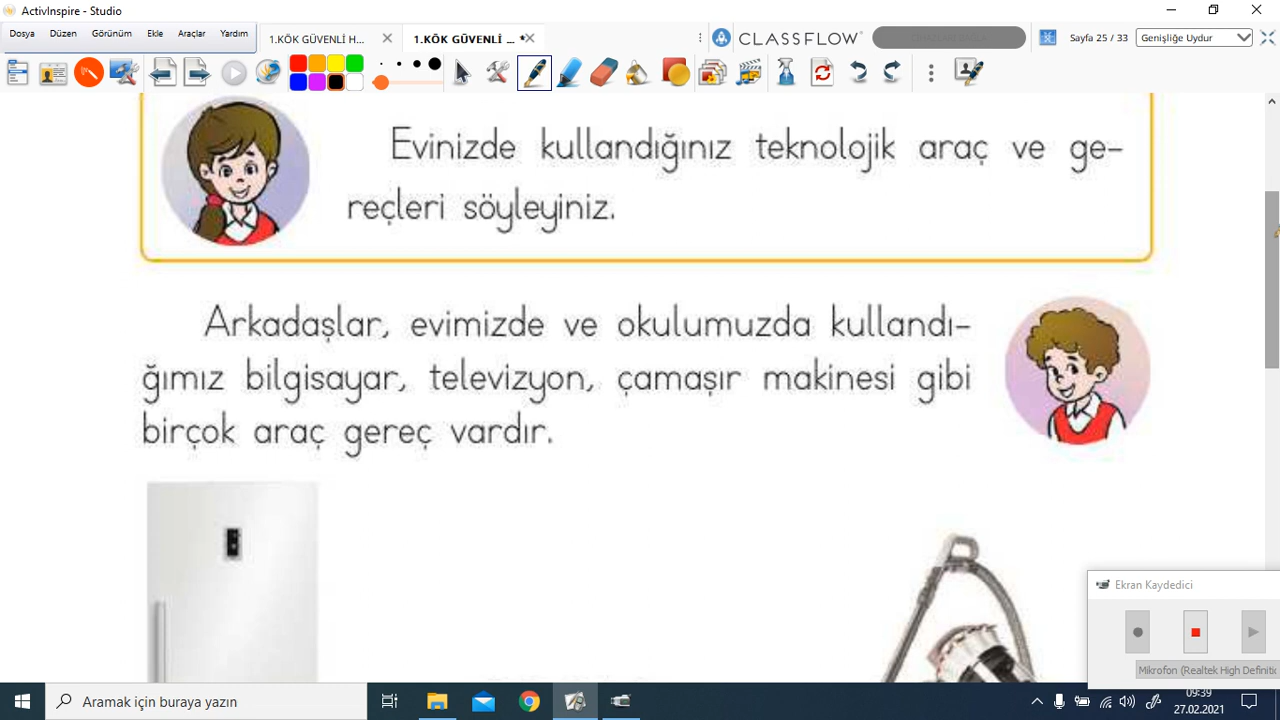 ActivInspire - Studio
Dosya Düzen Görünüm Ekle Araçlar Yardım
1.KÖK GÜVENLİ H...
1.KÖK GÜVENLİ ... *
CLASSFLOW
Sayfa 25 / 33
Genişliğe Uydur
Evinizde kullandığınız teknolojik araç ve ge-
reçleri söyleyiniz.
Arkadaşlar, evimizde ve okulumuzda kullandı-
ğımız bilgisayar, televizyon, çamaşır makinesi gibi
birçok araç gereç vardır.
Ekran Kaydedici
Mikrofon (Realtek High Definitic
Aramak için buraya yazın
09:39
27.02.2021